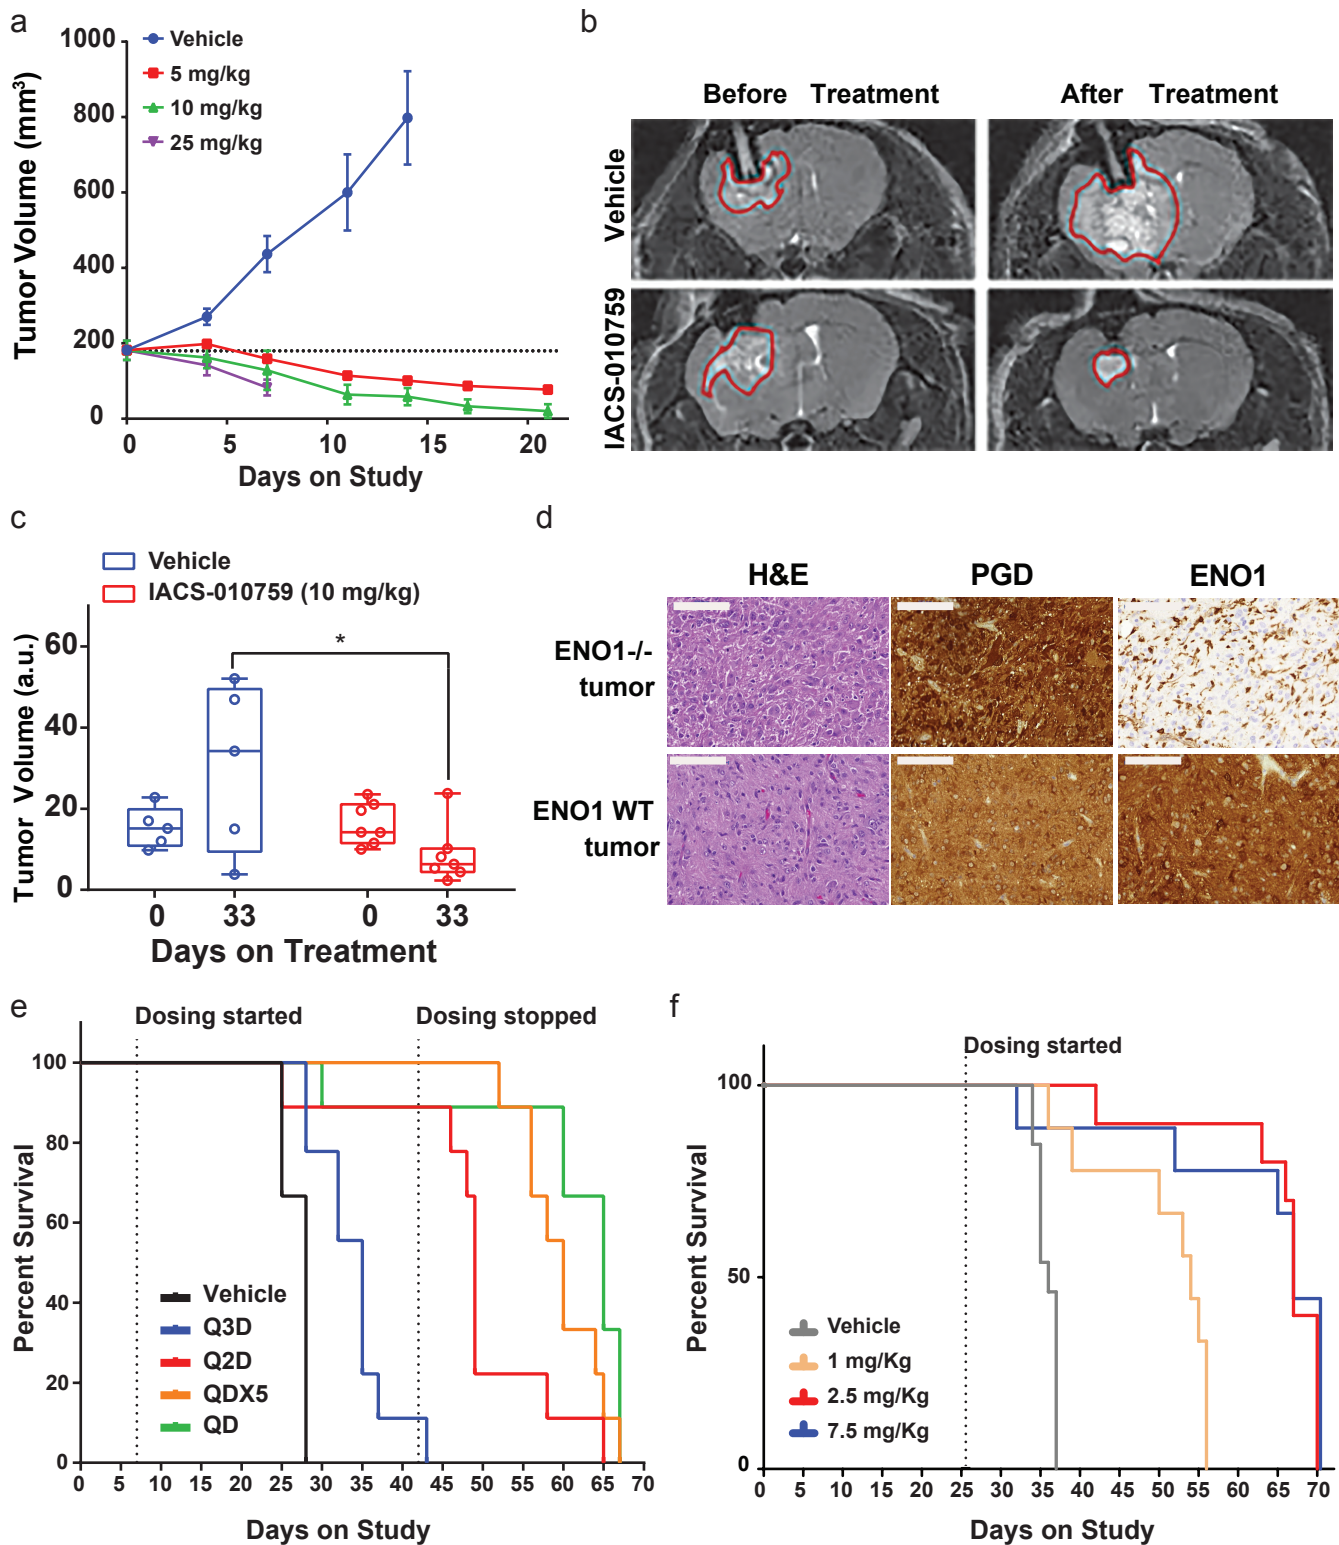 a
1000
800
600
400
200
0
Tumor Volume (mm³)
Vehicle
5 mg/kg
10 mg/kg
25 mg/kg
0 5 10 15 20
Days on Study
b
Before Treatment
After Treatment
Vehicle
IACS-010759
c
Vehicle
IACS-010759 (10 mg/kg)
60
40
20
0
Tumor Volume (a.u.)
*
0 33 0 33
Days on Treatment
d
H&E PGD ENO1
ENO1-/-
tumor
ENO1 WT
tumor
e
Dosing started
Dosing stopped
100
80
60
40
20
0
Percent Survival
Vehicle
Q3D
Q2D
QDX5
QD
0 5 10 15 20 25 30 35 40 45 50 55 60 65 70
Days on Study
f
Dosing started
100
50
0
Percent Survival
Vehicle
1 mg/Kg
2.5 mg/Kg
7.5 mg/Kg
0 5 10 15 20 25 30 35 40 45 50 55 60 65 70
Days on Study